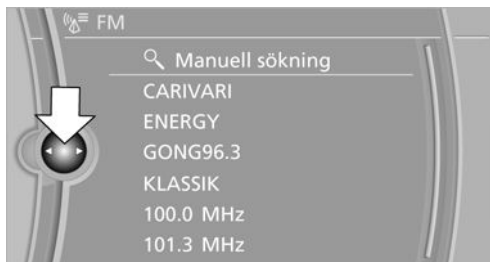 FM
Manuell sökning
CARIVARI
ENERGY
GONG96.3
KLASSIK
100.0 MHz
101.3 MHz